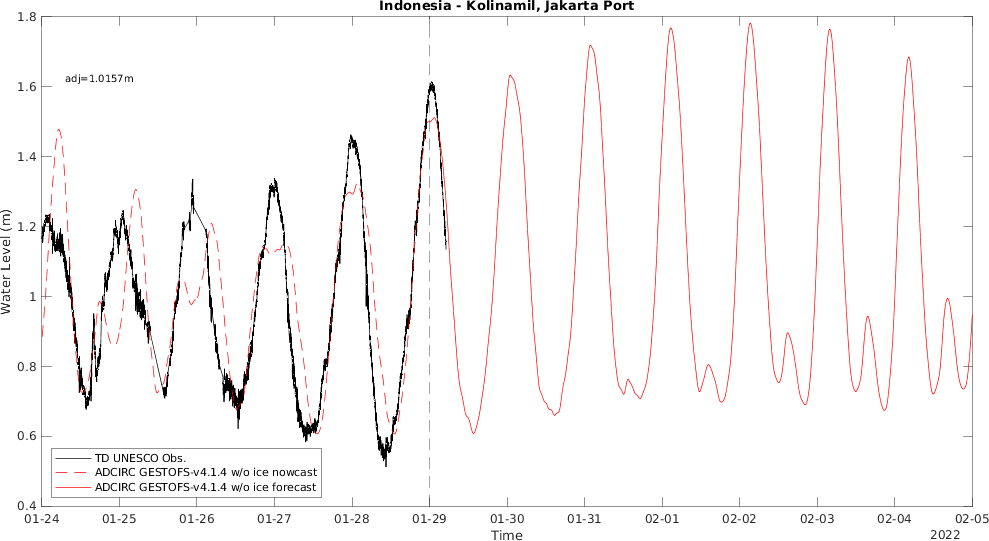 Indonesia - Kolinamil, Jakarta Port
1.8
adj=1.0157m
1.6
1.4
1.2
1
0.8
0.6
0.4
Water Level (m)
TD UNESCO Obs.
ADCIRC GESTOFS-v4.1.4 w/o ice nowcast
ADCIRC GESTOFS-v4.1.4 w/o ice forecast
01-24 01-25 01-26 01-27 01-28 01-29 01-30 01-31 02-01 02-02 02-03 02-04 02-05
Time
2022